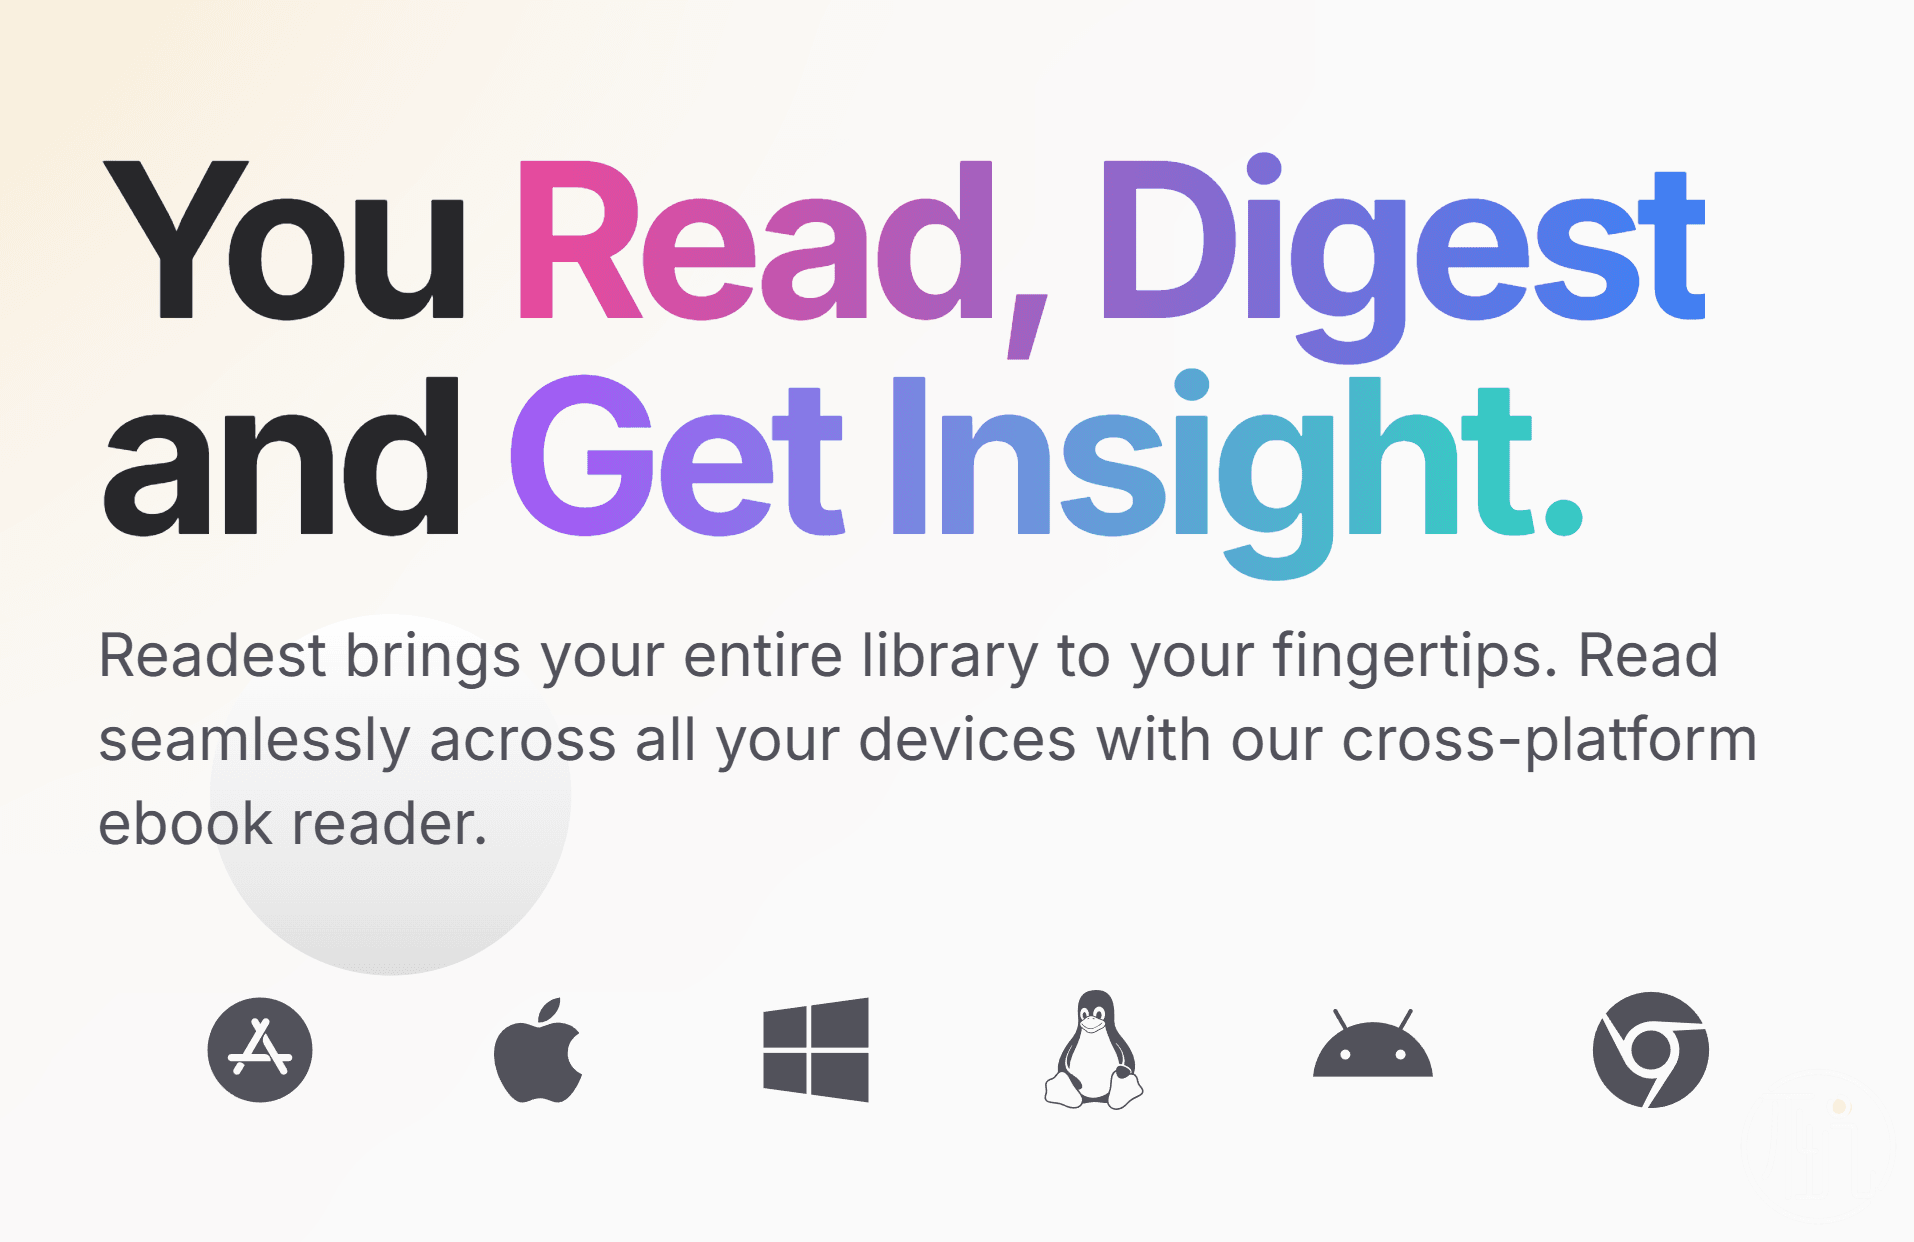 You Read, Digest
and Get Insight.
Readest brings your entire library to your fingertips. Read
seamlessly across all your devices with our cross-platform
ebook reader.